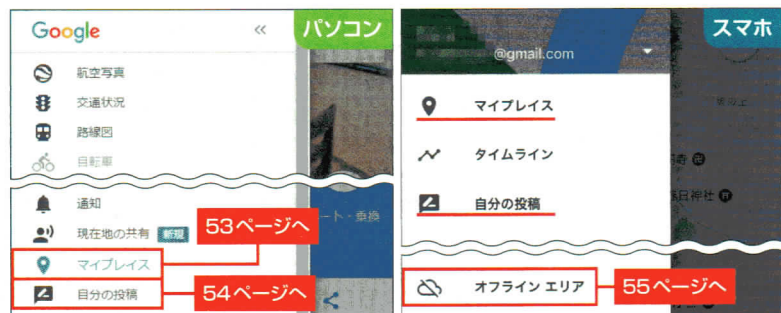 Google
«
パソコン
航空写真
交通状況
路線図
自転車
通知
現在地の共有 新規
マイプレイス
自分の投稿
ート・乗換
53ページへ
54ページへ
スマホ
@gmail.com
マイプレイス
タイムライン
自分の投稿
オフライン エリア
55ページへ